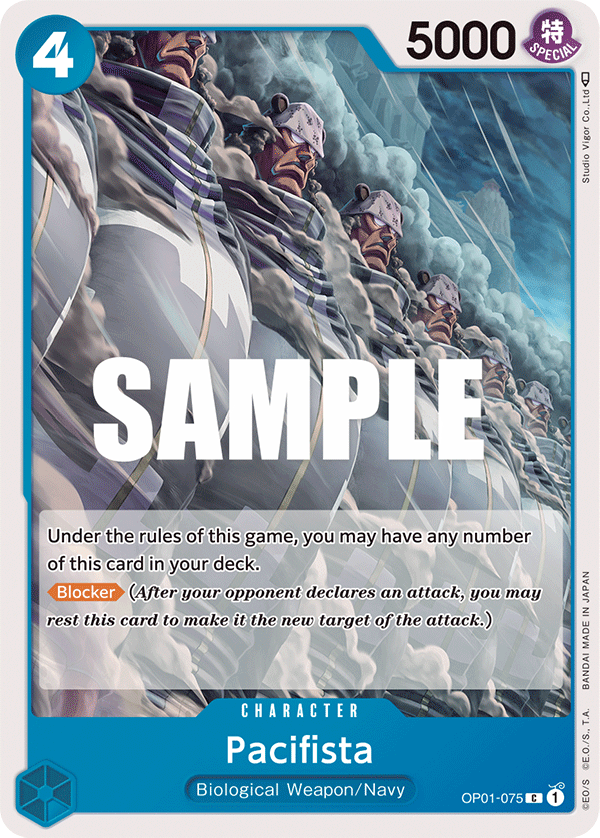 4
5000
特
SPECIAL
Studio Vigor Co.,Ltd
SAMPLE
Under the rules of this game, you may have any number
of this card in your deck.
Blocker (After your opponent declares an attack, you may
rest this card to make it the new target of the attack.)
CHARACTER
Pacifista
Biological Weapon/Navy
OP01-075 C 1
©EO/S ©E.O./S., T.A. BANDAI MADE IN JAPAN